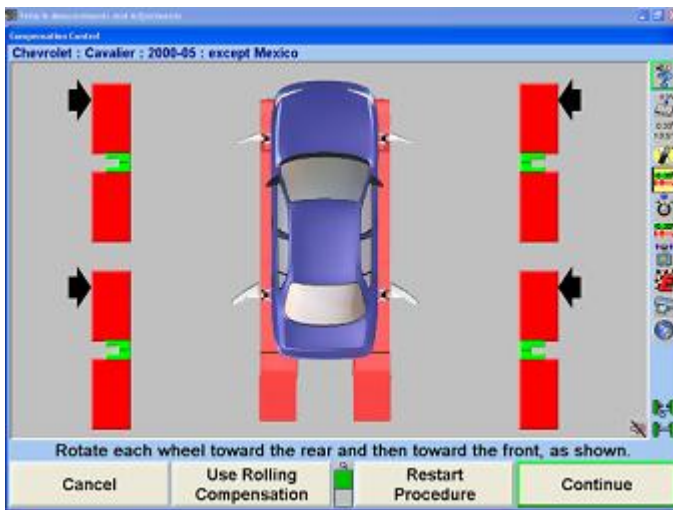 Compensation Control
Chevrolet : Cavalier : 2000-05 : except Mexico
Rotate each wheel toward the rear and then toward the front, as shown.
Cancel
Use Rolling
Compensation
Restart
Procedure
Continue